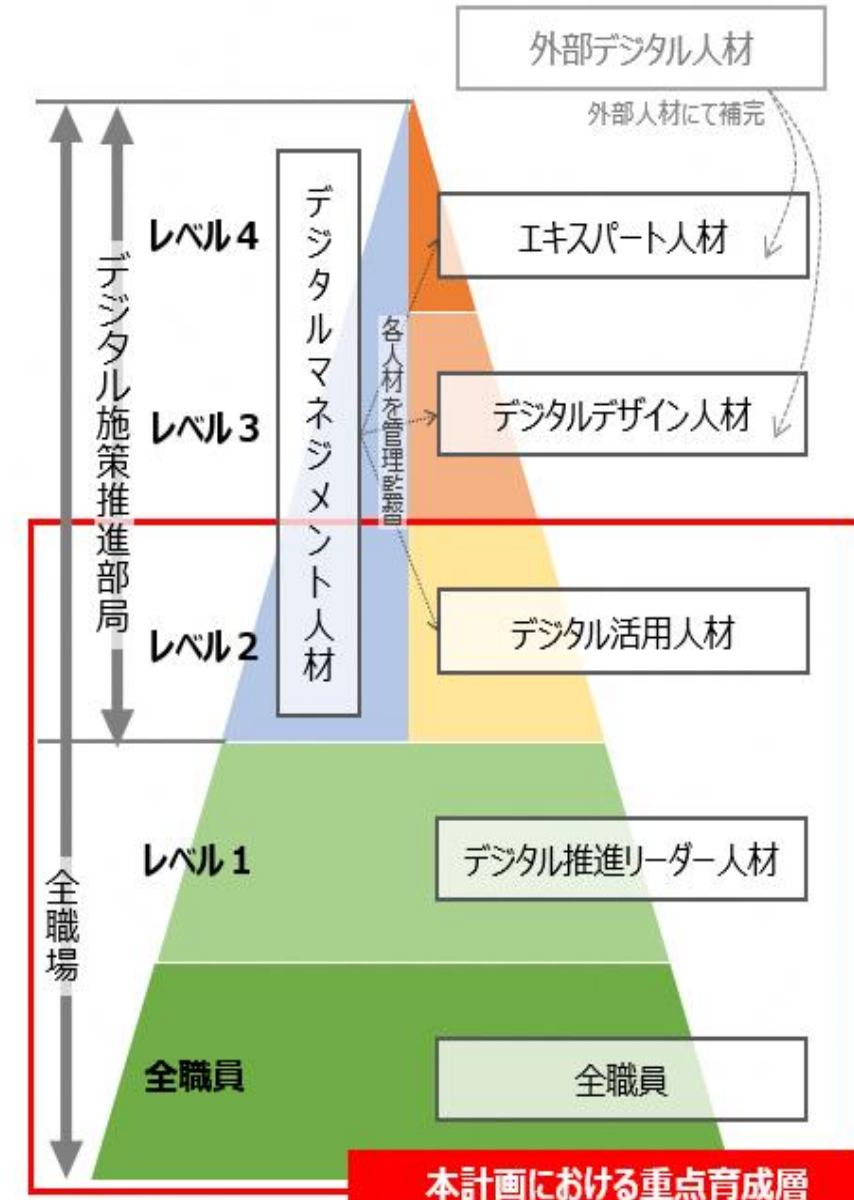 外部デジタル人材
外部人材にて補完
レベル4
デジタルマネジメント人材
エキスパート人材
デジタル施策推進部局
各人材を管理監督
レベル3
デジタルデザイン人材
レベル2
デジタル活用人材
レベル1
デジタル推進リーダー人材
全職場
全職員
全職員
本計画における重点育成層